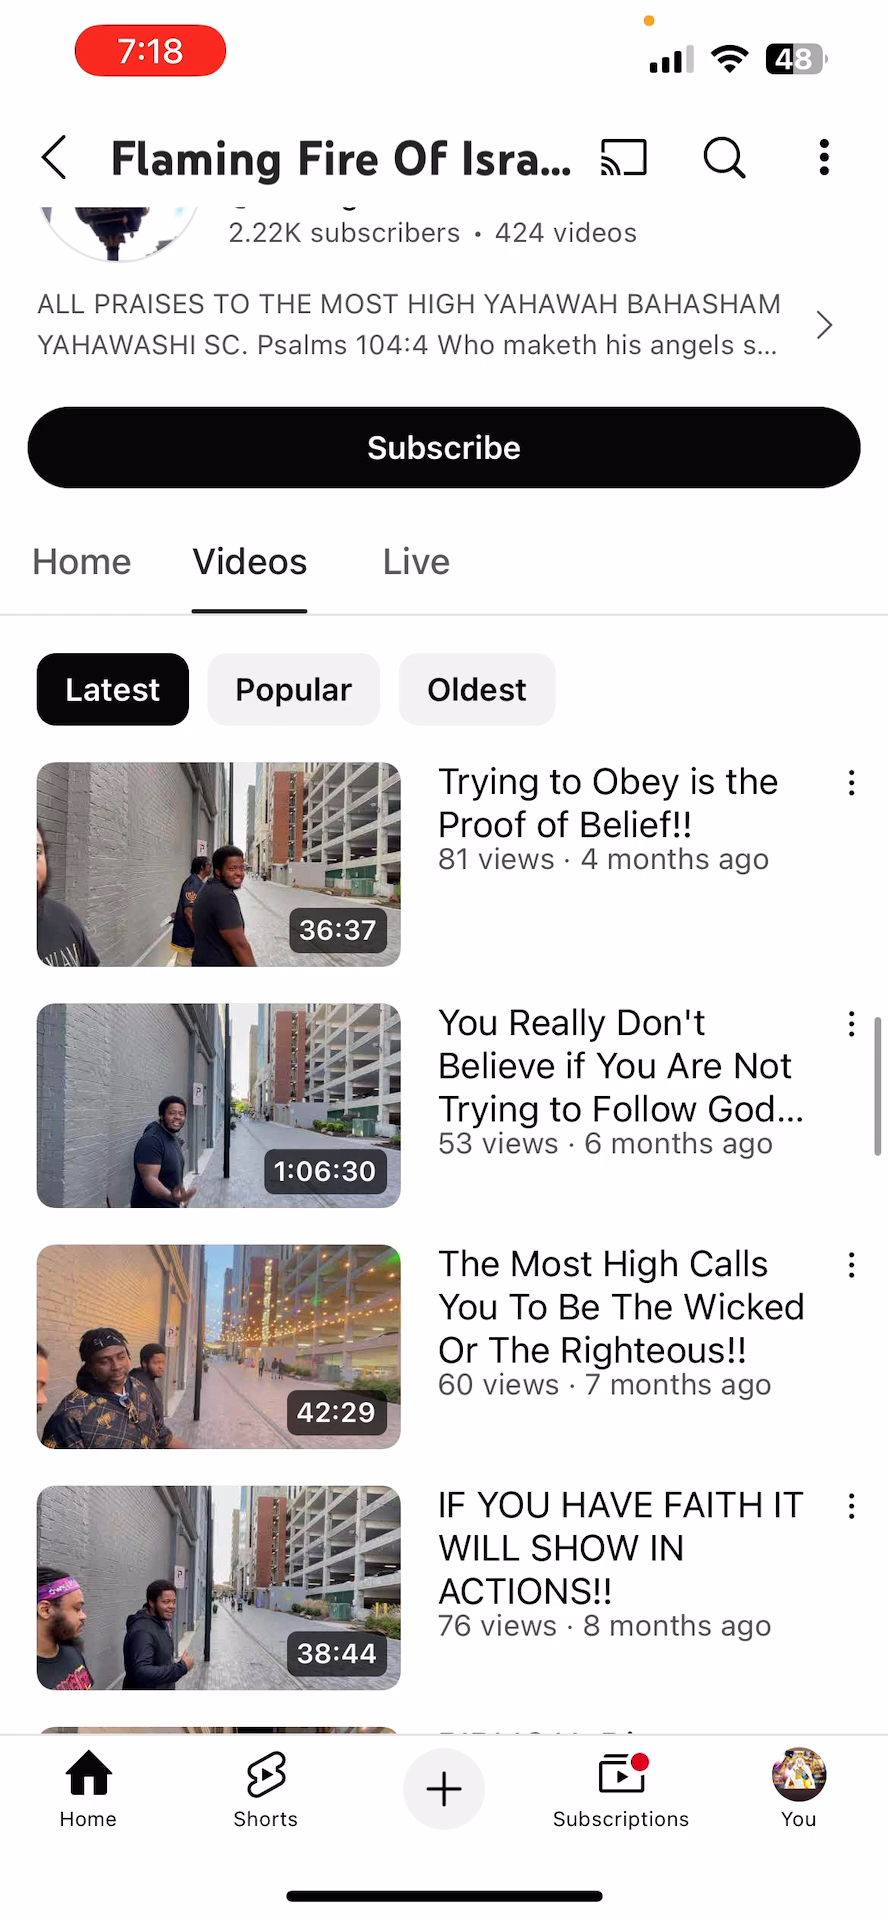 7:18
48
Flaming Fire Of Isra...
2.22K subscribers • 424 videos
ALL PRAISES TO THE MOST HIGH YAHAWAH BAHASHAM
YAHAWASHI SC. Psalms 104:4 Who maketh his angels s...
Subscribe
Home Videos Live
Latest Popular Oldest
Trying to Obey is the
Proof of Belief!!
81 views · 4 months ago
36:37
You Really Don't
Believe if You Are Not
Trying to Follow God...
53 views · 6 months ago
1:06:30
The Most High Calls
You To Be The Wicked
Or The Righteous!!
60 views · 7 months ago
42:29
IF YOU HAVE FAITH IT
WILL SHOW IN
ACTIONS!!
76 views · 8 months ago
38:44
Home Shorts Subscriptions You